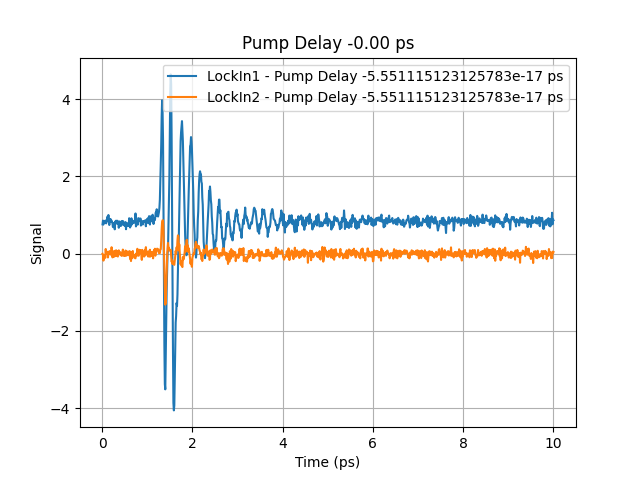 Pump Delay -0.00 ps
LockIn1 - Pump Delay -5.551115123125783e-17 ps
LockIn2 - Pump Delay -5.551115123125783e-17 ps
4
2
0
−2
−4
Signal
0 2 4 6 8 10
Time (ps)